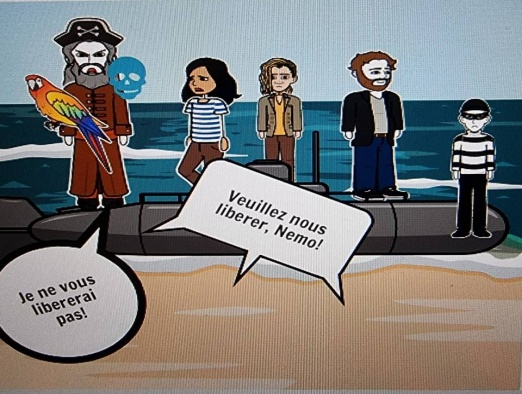 Veuillez nous
liberer, Nemo!
Je ne vous
libererai
pas!